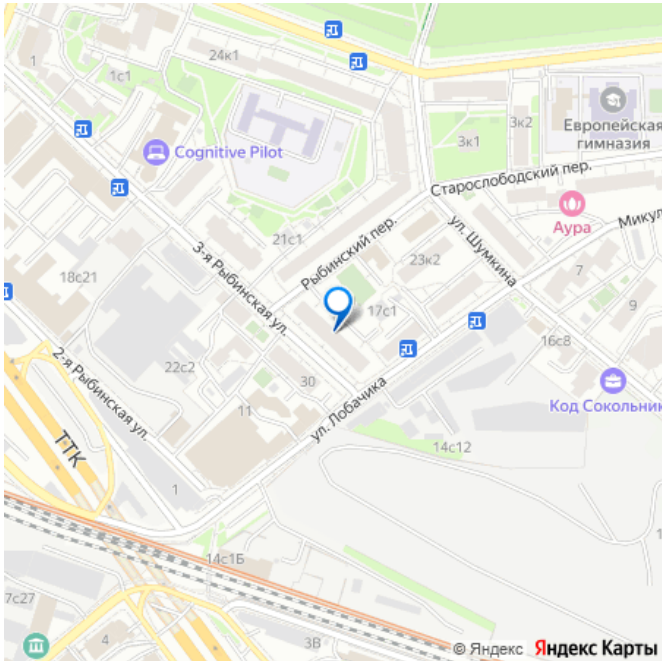 24к1
1
1с1
3к2
Европейская
гимназия
3к1
Cognitive Pilot
Старослободский пер.
Аура
Микул
ул. Шумкина
Рыбинский пер.
21с1
3-я Рыбинская ул.
23к2
7
18с21
17с1
9
16с8
22с2
2-я Рыбинская ул.
30
Код Сокольник
11
ул. Лобачика
ТТК
14с12
1
1
14с1Б
7с27
4
3В
© Яндекс Яндекс Карты